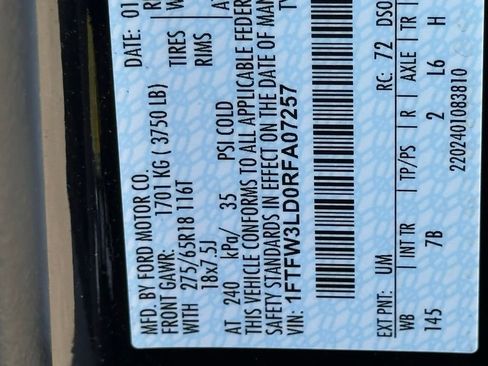 MFD. BY FORD MOTOR CO.
DATE: 01
FRONT GAWR: 1701 KG ( 3750 LB)
WITH 275/65R18 116T TIRES
18x7.5J RIMS
AT 240 kPa/ 35 PSI COLD
THIS VEHICLE CONFORMS TO ALL APPLICABLE FEDER
SAFETY STANDARDS IN EFFECT ON THE DATE OF MAN
VIN: 1FTFW3LD0RFA07257
EXT PNT: UM RC: 72 DSO
WB INT TR TP/PS R AXLE TR
145 7B 2 L6 H
2202401083810